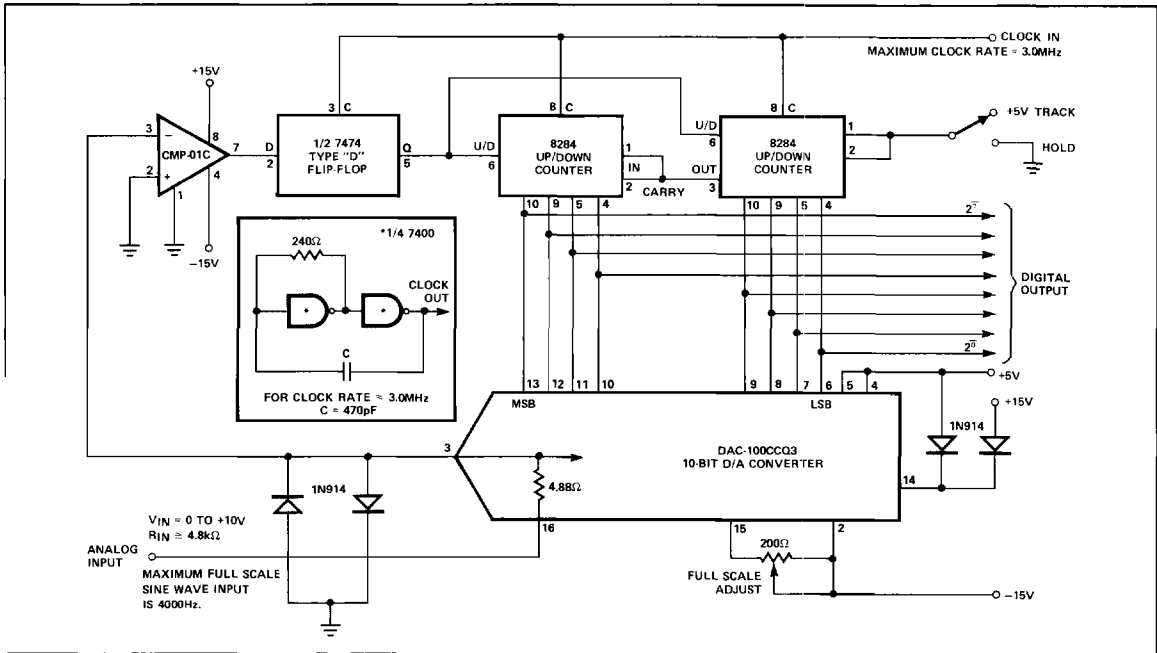 CLOCK IN
MAXIMUM CLOCK RATE = 3.0MHz
+15V
3 C
8 C
8 C
+5V TRACK
HOLD
3
8
CMP-01C
7
2
4
1
−15V
D
2
1/2 7474
TYPE "D"
FLIP-FLOP
Q
5
U/D
6
8284
UP/DOWN
COUNTER
1
IN
2
CARRY
OUT
3
U/D
6
8284
UP/DOWN
COUNTER
1
2
10 9 5 4
10 9 5 4
DIGITAL
OUTPUT
*1/4 7400
240Ω
CLOCK
OUT
C
FOR CLOCK RATE = 3.0MHz
C = 470pF
13 12 11 10
9 8 7 6 5 4
MSB
LSB
+5V
+15V
1N914
3
DAC-100CCQ3
10-BIT D/A CONVERTER
14
4.88Ω
16
15
2
1N914
VIN = 0 TO +10V
RIN ≅ 4.8kΩ
ANALOG
INPUT
MAXIMUM FULL SCALE
SINE WAVE INPUT
IS 4000Hz.
200Ω
FULL SCALE
ADJUST
−15V